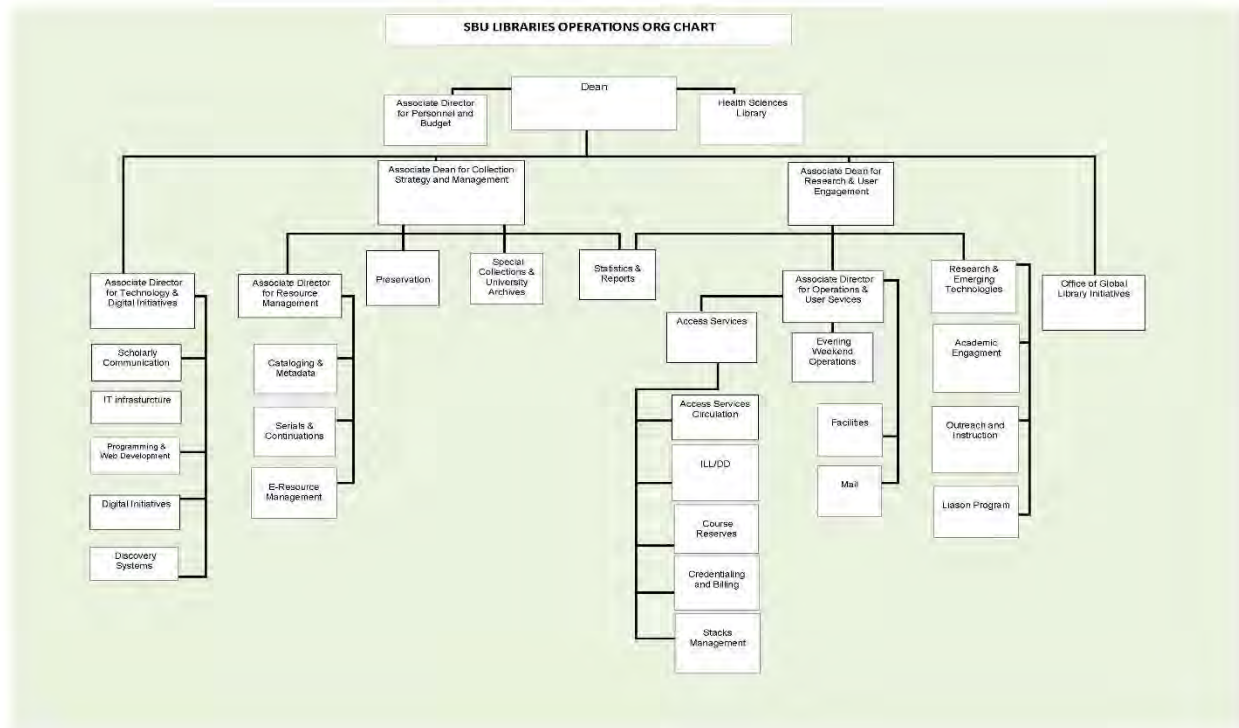 SBU LIBRARIES OPERATIONS ORG CHART
Dean
Associate Director
for Personnel and
Budget
Health Sciences
Library
Associate Dean for Collection
Strategy and Management
Associate Dean for
Research & User
Engagement
Associate Director
for Technology &
Digital Initiatives
Associate Director
for Resource
Management
Preservation
Special
Collections &
University
Archives
Statistics &
Reports
Associate Director
for Operations &
User Sevices
Research &
Emerging
Technologies
Office of Global
Library Initiatives
Scholarly
Communication
IT infrasturcture
Programming &
Web Development
Digital Initiatives
Discovery
Systems
Cataloging &
Metadata
Serials &
Continuations
E-Resource
Management
Access Services
Access Services
Circulation
ILL/DD
Course
Reserves
Credentialing
and Billing
Stacks
Management
Evening
Weekend
Operations
Facilities
Mail
Academic
Engagment
Outreach and
Instruction
Liason Program